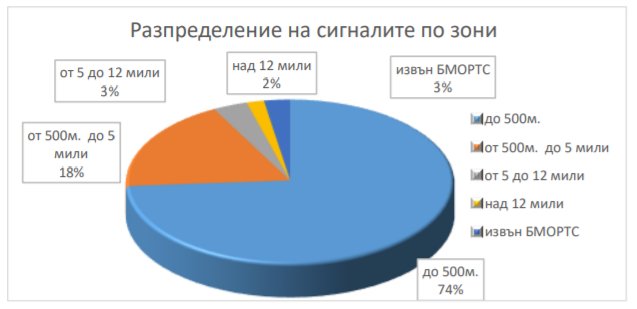 Разпределение на сигналите по зони
от 5 до 12 мили
3%
над 12 мили
2%
извън БМОРТС
3%
от 500м.  до 5
мили
18%
до 500м.
74%
до 500м.
от 500м.  до 5 мили
от 5 до 12 мили
над 12 мили
извън БМОРТС